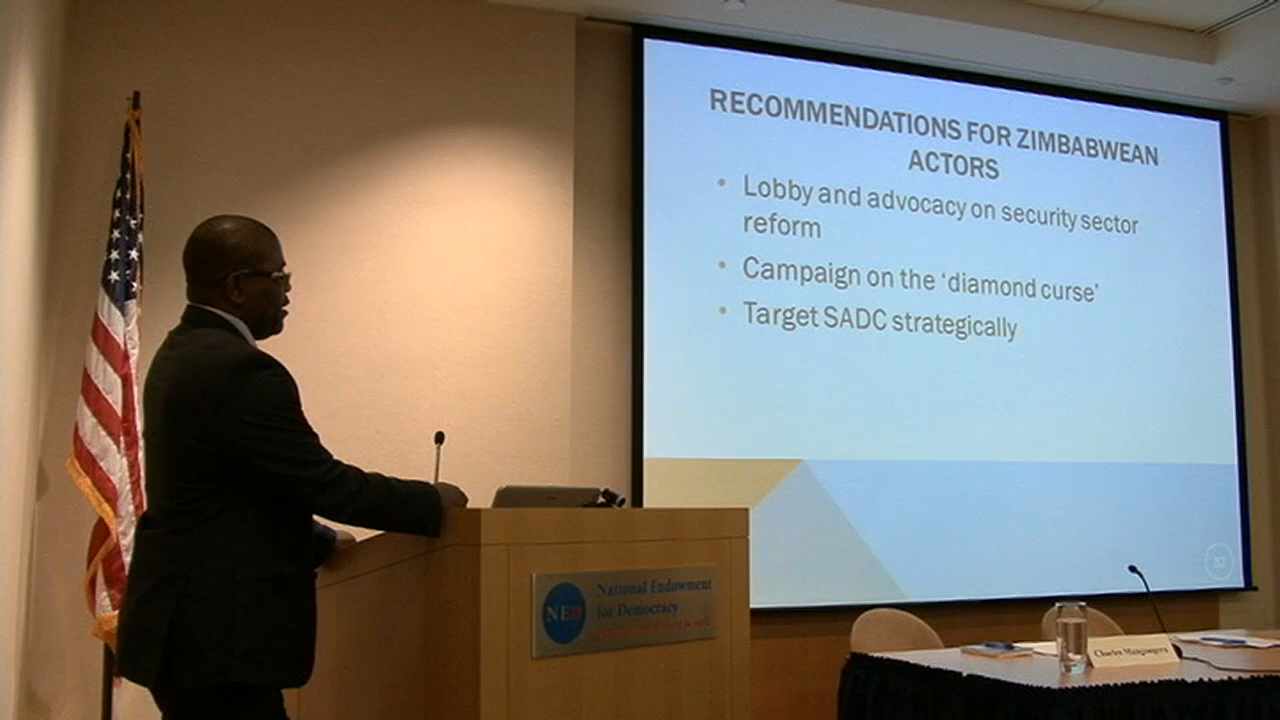 RECOMMENDATIONS FOR ZIMBABWEAN
ACTORS
• Lobby and advocacy on security sector
reform
• Campaign on the ‘diamond curse’
• Target SADC strategically
32
NED
National Endowment
for Democracy
Charles Mangongera